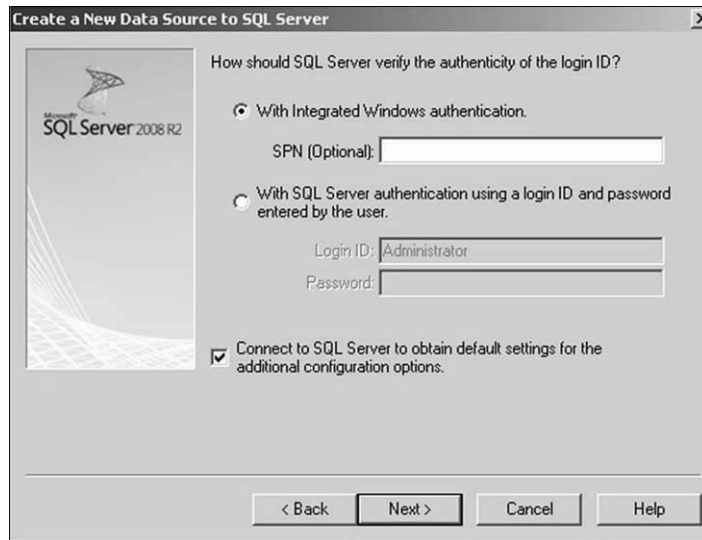 Create a New Data Source to SQL Server
Microsoft
SQL Server 2008 R2
How should SQL Server verify the authenticity of the login ID?
With Integrated Windows authentication.
SPN (Optional):
With SQL Server authentication using a login ID and password
entered by the user.
Login ID: Administrator
Password:
Connect to SQL Server to obtain default settings for the
additional configuration options.
< Back
Next >
Cancel
Help